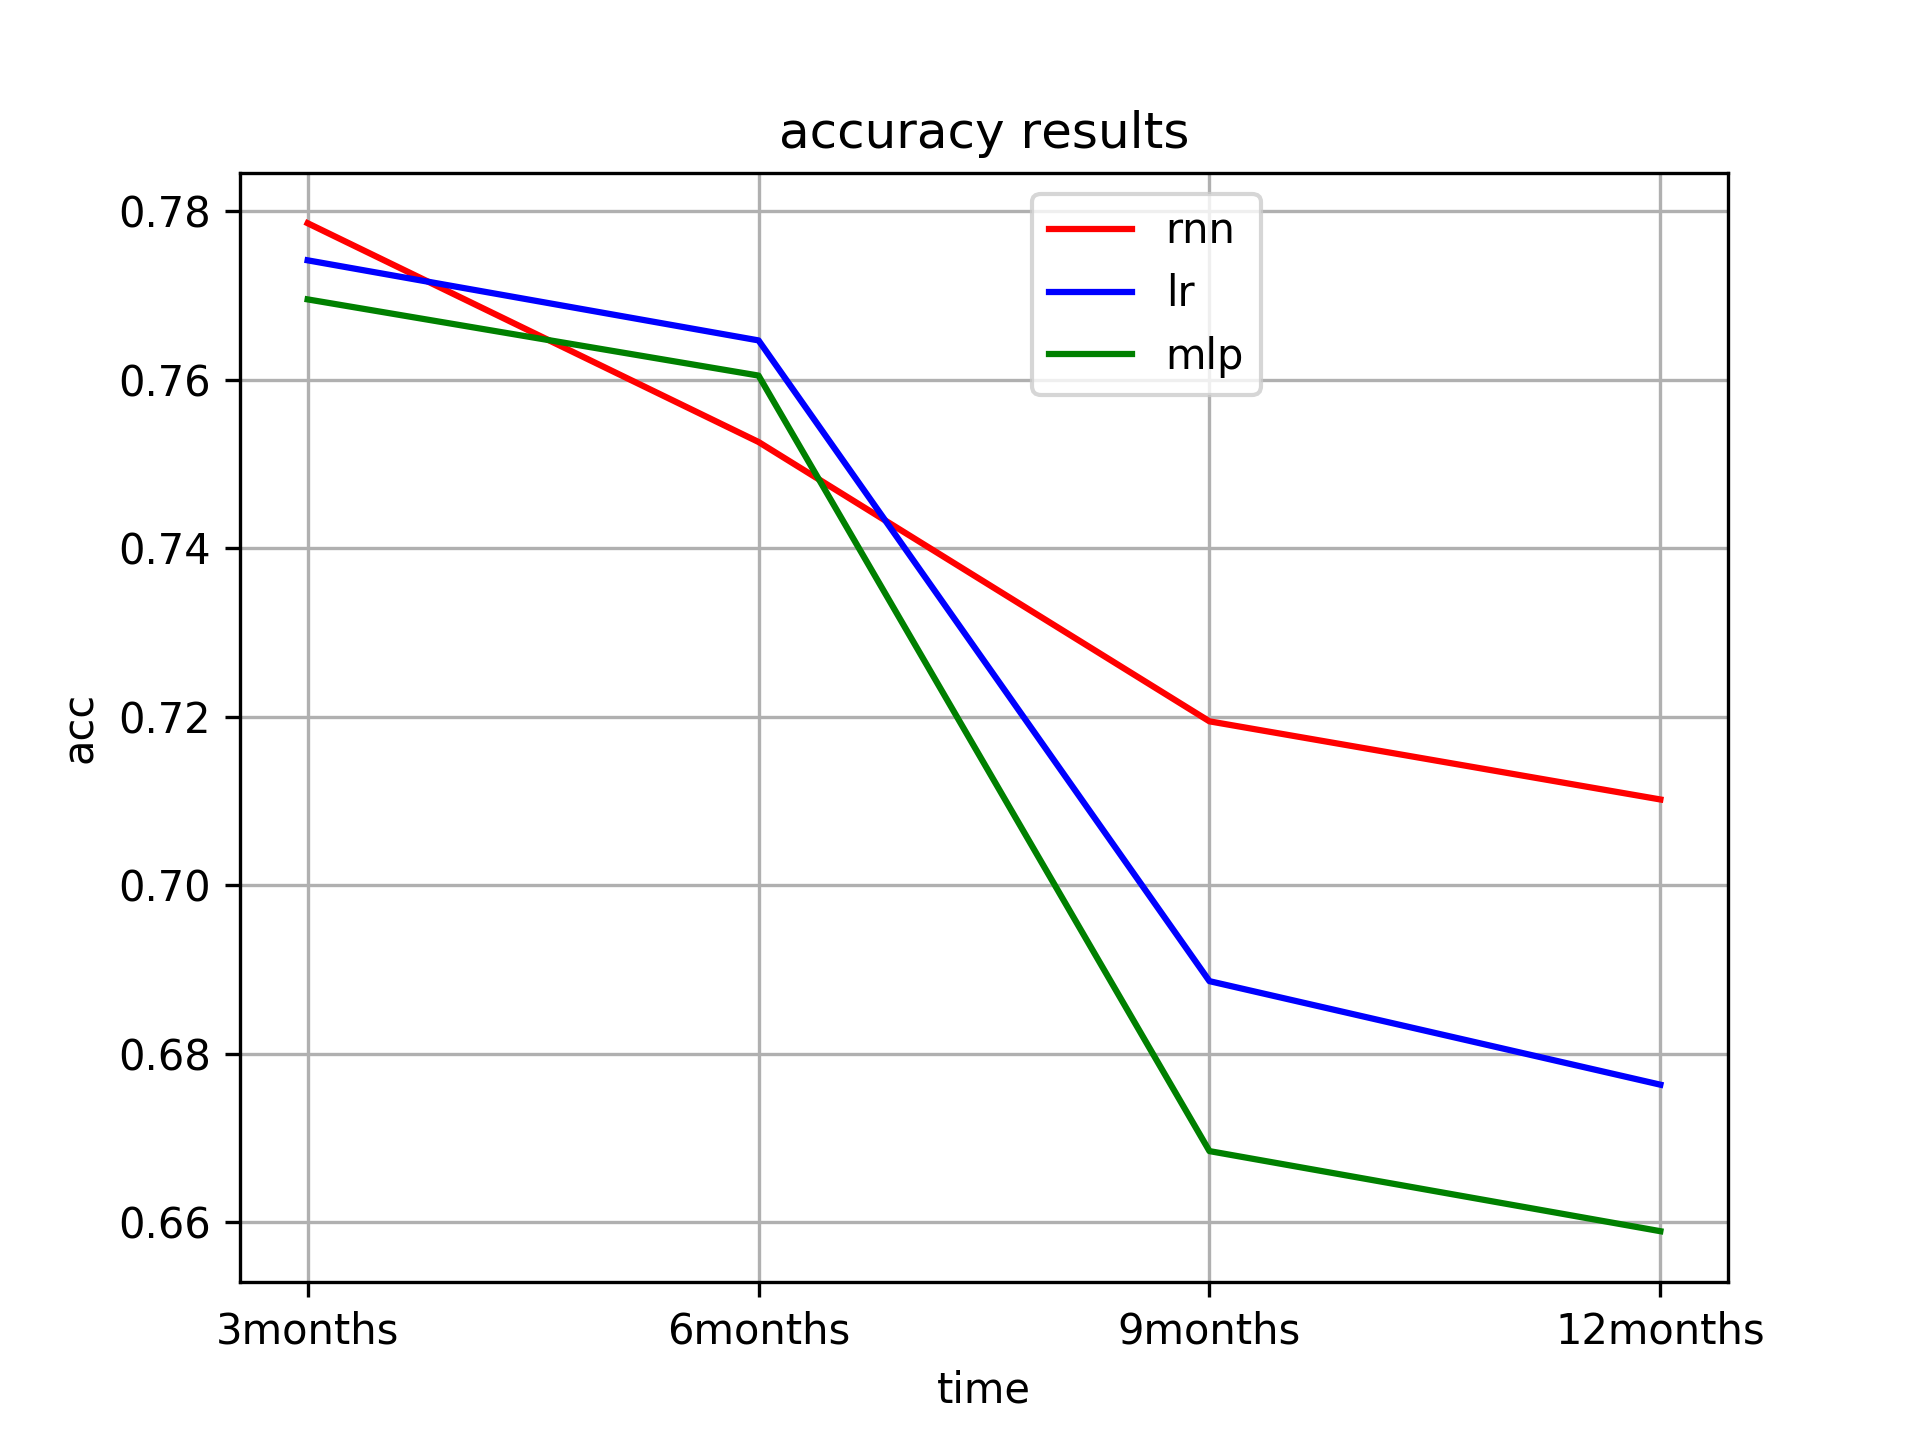 accuracy results
0.78
0.76
0.74
0.72
0.70
0.68
0.66
acc
rnn
lr
mlp
3months 6months 9months 12months
time